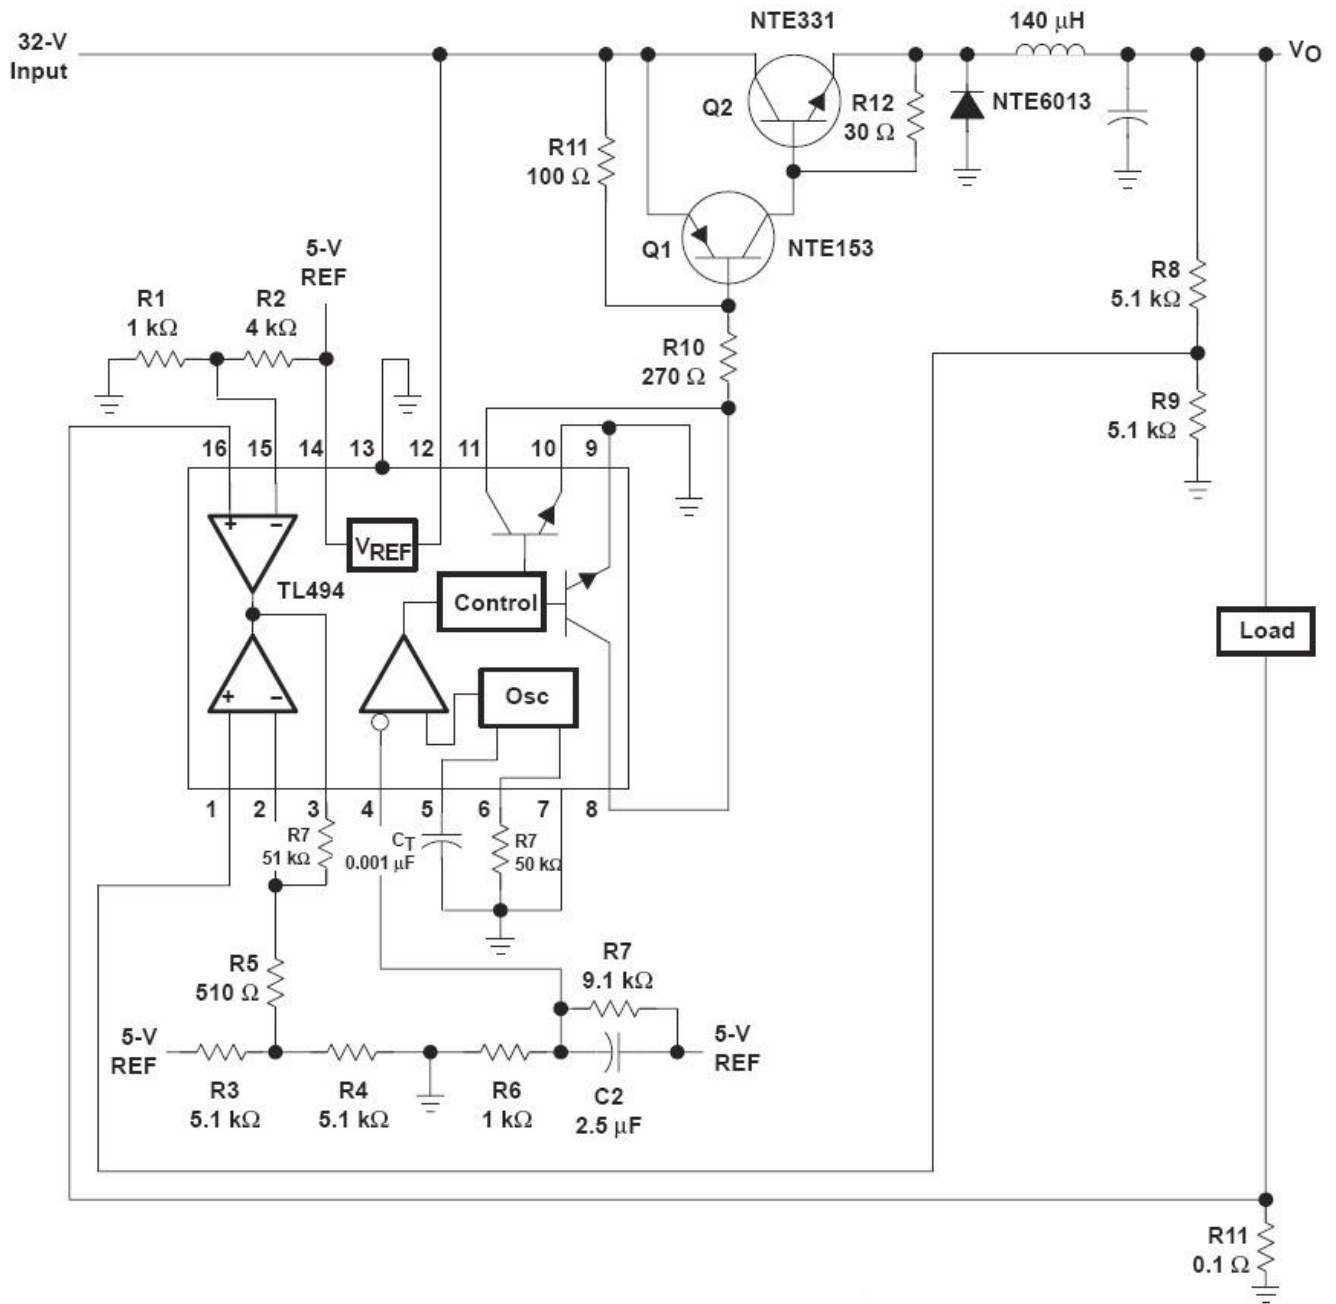 NTE331
140 μH
32-V
Input
VO
Q2
R12
30 Ω
NTE6013
R11
100 Ω
Q1
NTE153
5-V
REF
R8
5.1 kΩ
R1
1 kΩ
R2
4 kΩ
R10
270 Ω
R9
5.1 kΩ
16 15 14 13 12 11 10 9
+ −
VREF
TL494
Control
Load
+ −
Osc
1 2 3 4 5 6 7 8
R7
51 kΩ
CT
0.001 μF
R7
50 kΩ
R5
510 Ω
R7
9.1 kΩ
5-V
REF
5-V
REF
R3
5.1 kΩ
R4
5.1 kΩ
R6
1 kΩ
C2
2.5 μF
R11
0.1 Ω